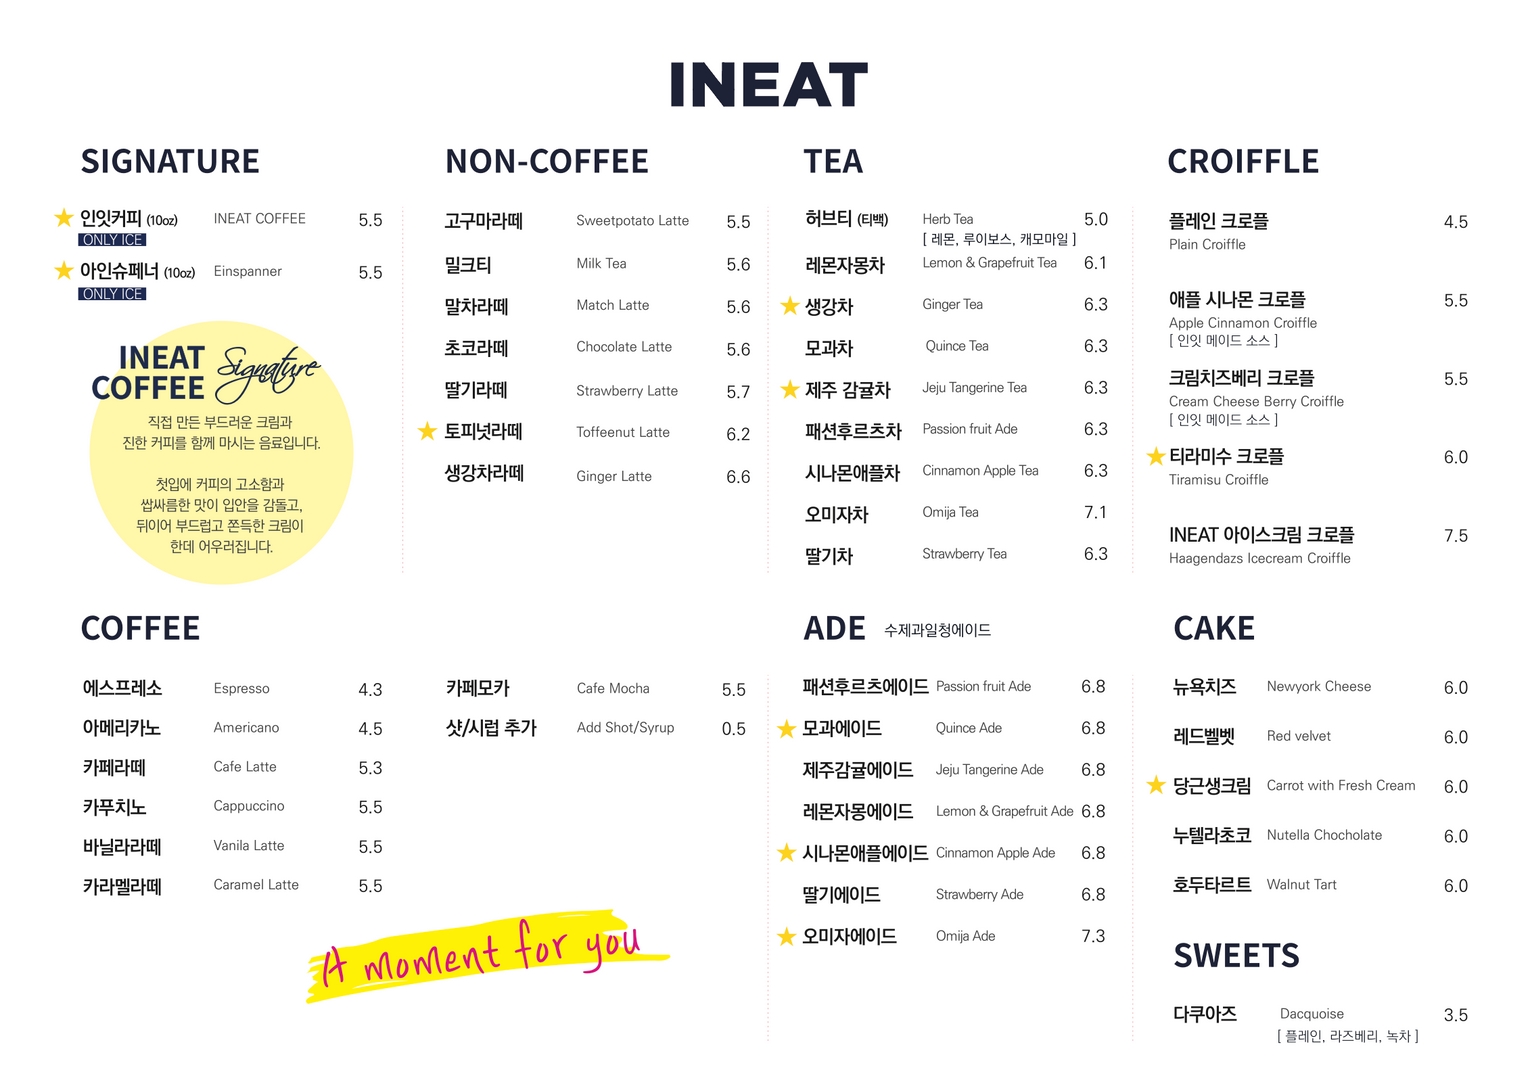 INEAT
SIGNATURE
인잇커피 (10oz) INEAT COFFEE 5.5
ONLY ICE
아인슈페너 (10oz) Einspanner 5.5
ONLY ICE
INEAT
COFFEE
Signature
직접 만든 부드러운 크림과
진한 커피를 함께 마시는 음료입니다.
첫입에 커피의 고소함과
쌉싸름한 맛이 입안을 감돌고,
뒤이어 부드럽고 쫀득한 크림이
한데 어우러집니다.
NON-COFFEE
고구마라떼 Sweetpotato Latte 5.5
밀크티 Milk Tea 5.6
말차라떼 Match Latte 5.6
초코라떼 Chocolate Latte 5.6
딸기라떼 Strawberry Latte 5.7
토피넛라떼 Toffeenut Latte 6.2
생강차라떼 Ginger Latte 6.6
TEA
허브티 (티백) Herb Tea 5.0
[ 레몬, 루이보스, 캐모마일 ]
레몬자몽차 Lemon & Grapefruit Tea 6.1
생강차 Ginger Tea 6.3
모과차 Quince Tea 6.3
제주 감귤차 Jeju Tangerine Tea 6.3
패션후르츠차 Passion fruit Ade 6.3
시나몬애플차 Cinnamon Apple Tea 6.3
오미자차 Omija Tea 7.1
딸기차 Strawberry Tea 6.3
CROIFFLE
플레인 크로플 4.5
Plain Croiffle
애플 시나몬 크로플 5.5
Apple Cinnamon Croiffle
[ 인잇 메이드 소스 ]
크림치즈베리 크로플 5.5
Cream Cheese Berry Croiffle
[ 인잇 메이드 소스 ]
티라미수 크로플 6.0
Tiramisu Croiffle
INEAT 아이스크림 크로플 7.5
Haagendazs Icecream Croiffle
COFFEE
에스프레소 Espresso 4.3
아메리카노 Americano 4.5
카페라떼 Cafe Latte 5.3
카푸치노 Cappuccino 5.5
바닐라라떼 Vanila Latte 5.5
카라멜라떼 Caramel Latte 5.5
카페모카 Cafe Mocha 5.5
샷/시럽 추가 Add Shot/Syrup 0.5
A moment for you
ADE 수제과일청에이드
패션후르츠에이드 Passion fruit Ade 6.8
모과에이드 Quince Ade 6.8
제주감귤에이드 Jeju Tangerine Ade 6.8
레몬자몽에이드 Lemon & Grapefruit Ade 6.8
시나몬애플에이드 Cinnamon Apple Ade 6.8
딸기에이드 Strawberry Ade 6.8
오미자에이드 Omija Ade 7.3
CAKE
뉴욕치즈 Newyork Cheese 6.0
레드벨벳 Red velvet 6.0
당근생크림 Carrot with Fresh Cream 6.0
누텔라초코 Nutella Chocholate 6.0
호두타르트 Walnut Tart 6.0
SWEETS
다쿠아즈 Dacquoise 3.5
[ 플레인, 라즈베리, 녹차 ]